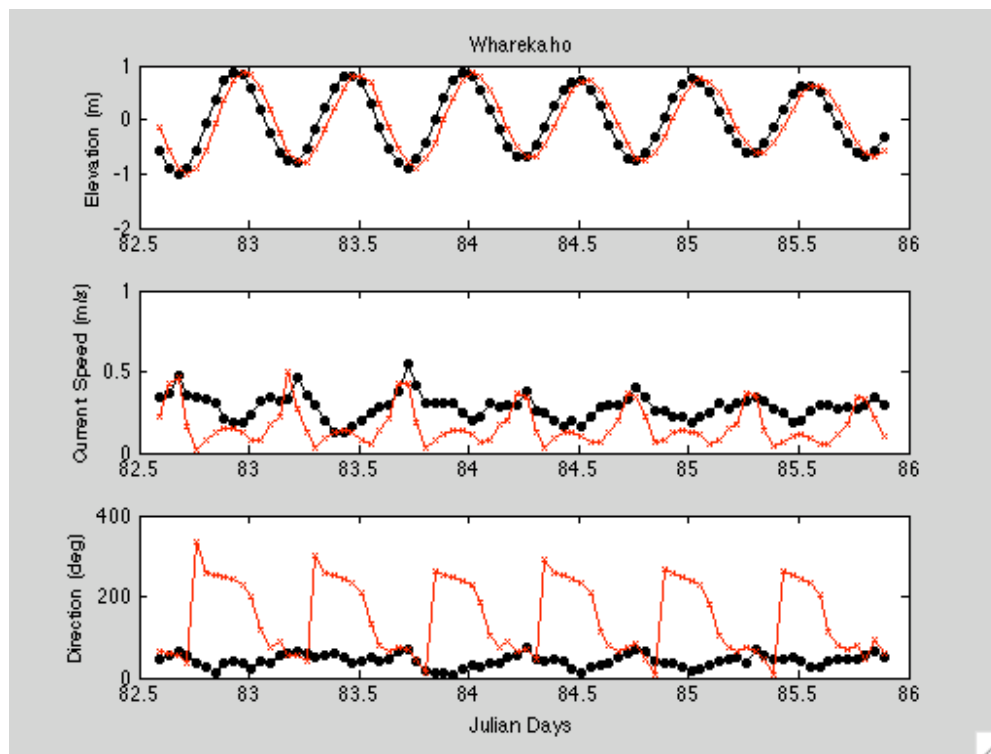 Wharekaho
1
0
-1
-2
Elevation (m)
82.5 83 83.5 84 84.5 85 85.5 86
1
0.5
0
Current Speed (m/s)
82.5 83 83.5 84 84.5 85 85.5 86
400
200
0
Direction (deg)
82.5 83 83.5 84 84.5 85 85.5 86
Julian Days